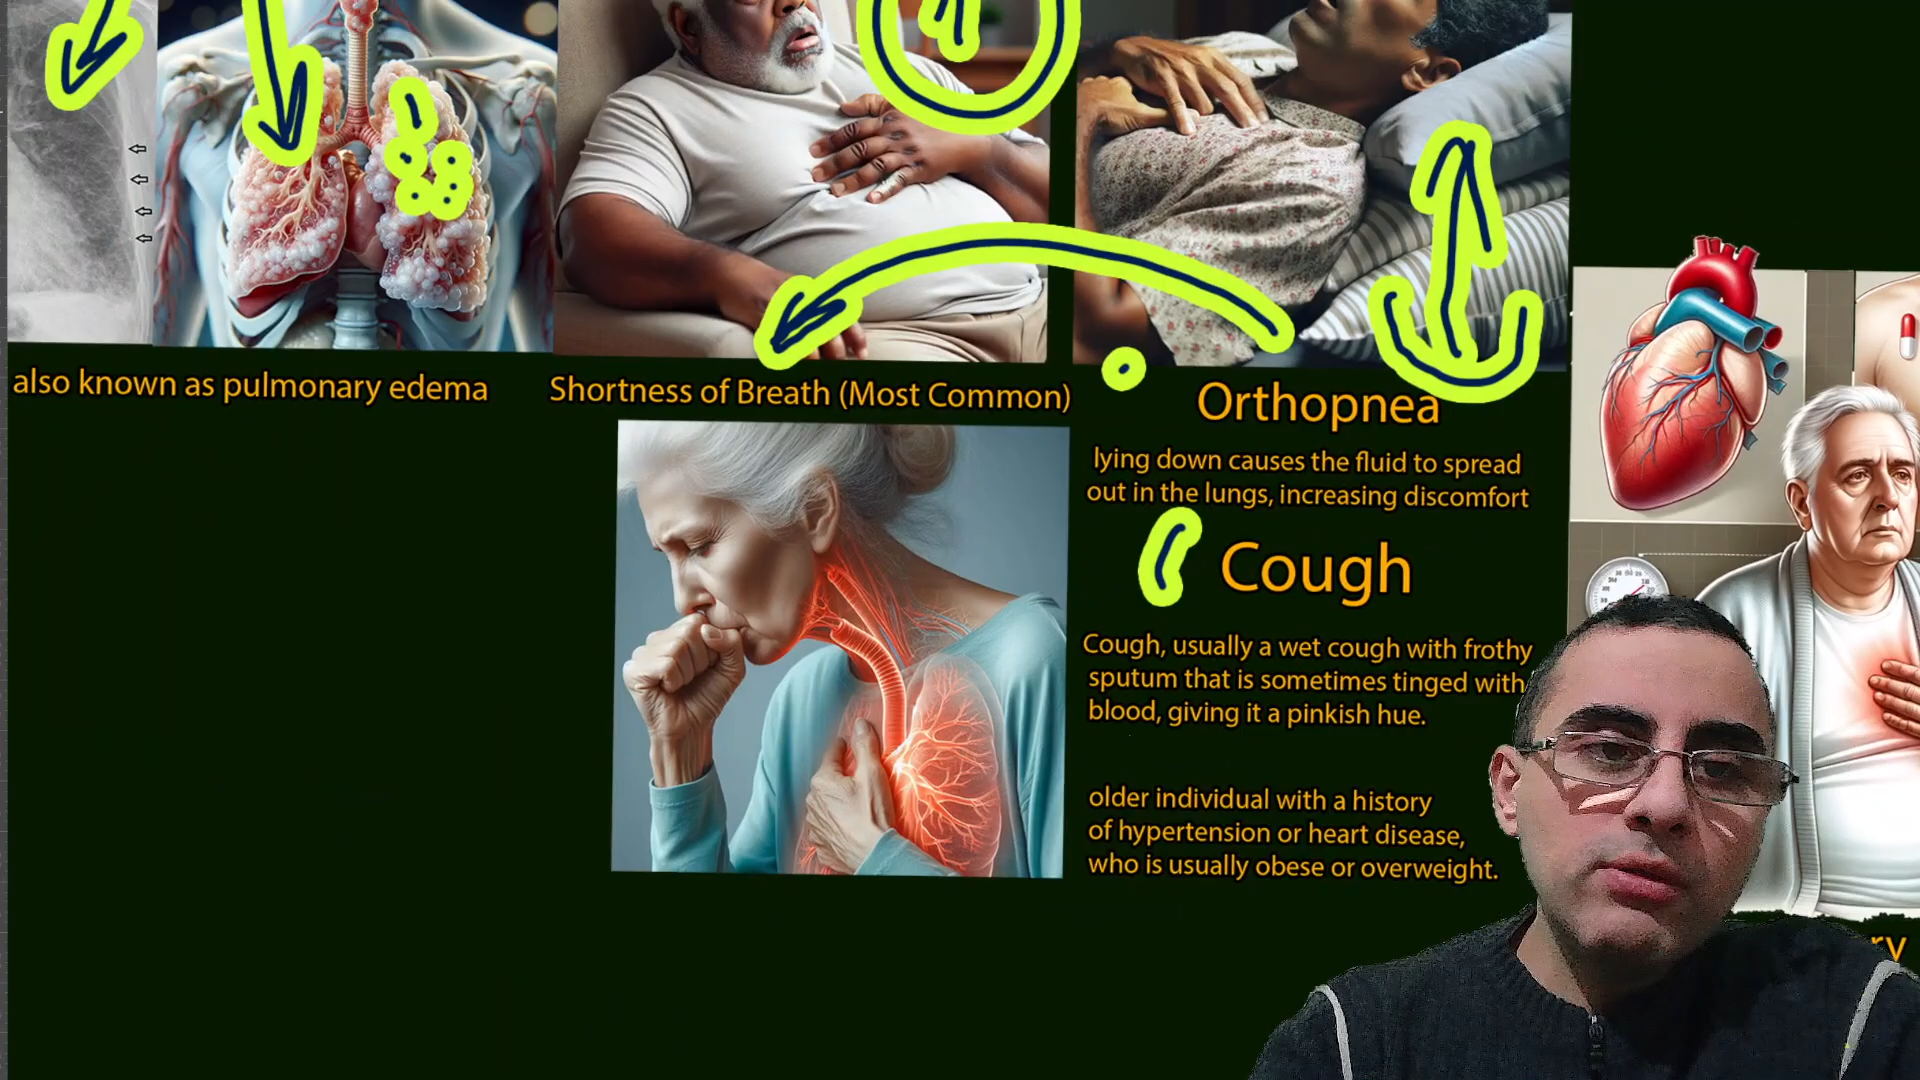 also known as pulmonary edema
Shortness of Breath (Most Common)
Orthopnea
lying down causes the fluid to spread
out in the lungs, increasing discomfort
Cough
Cough, usually a wet cough with frothy
sputum that is sometimes tinged with
blood, giving it a pinkish hue.
older individual with a history
of hypertension or heart disease,
who is usually obese or overweight.
ry